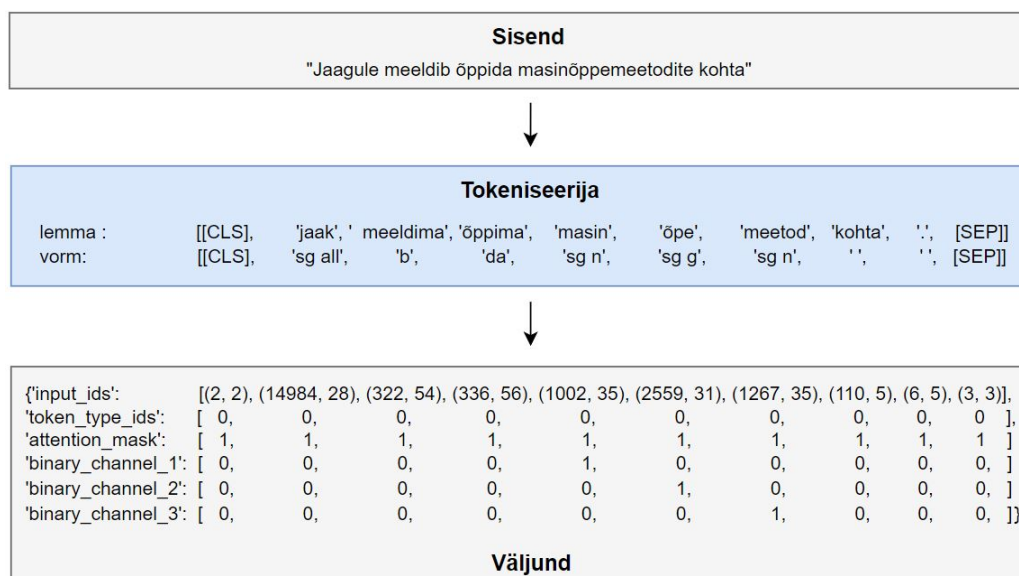 Sisend
"Jaagule meeldib õppida masinõppemeetodite kohta"
Tokeniseerija
lemma : [[CLS], 'jaak', ' meeldima', 'õppima', 'masin', 'õpe', 'meetod', 'kohta', '.', [SEP]]
vorm: [[CLS], 'sg all', 'b', 'da', 'sg n', 'sg g', 'sg n', ' ', ' ', [SEP]]
{'input_ids': [(2, 2), (14984, 28), (322, 54), (336, 56), (1002, 35), (2559, 31), (1267, 35), (110, 5), (6, 5), (3, 3)],
'token_type_ids': [ 0, 0, 0, 0, 0, 0, 0, 0, 0, 0 ],
'attention_mask': [ 1, 1, 1, 1, 1, 1, 1, 1, 1, 1 ]
'binary_channel_1': [ 0, 0, 0, 0, 1, 0, 0, 0, 0, 0, ]
'binary_channel_2': [ 0, 0, 0, 0, 0, 1, 0, 0, 0, 0, ]
'binary_channel_3': [ 0, 0, 0, 0, 0, 0, 1, 0, 0, 0, ]}
Väljund